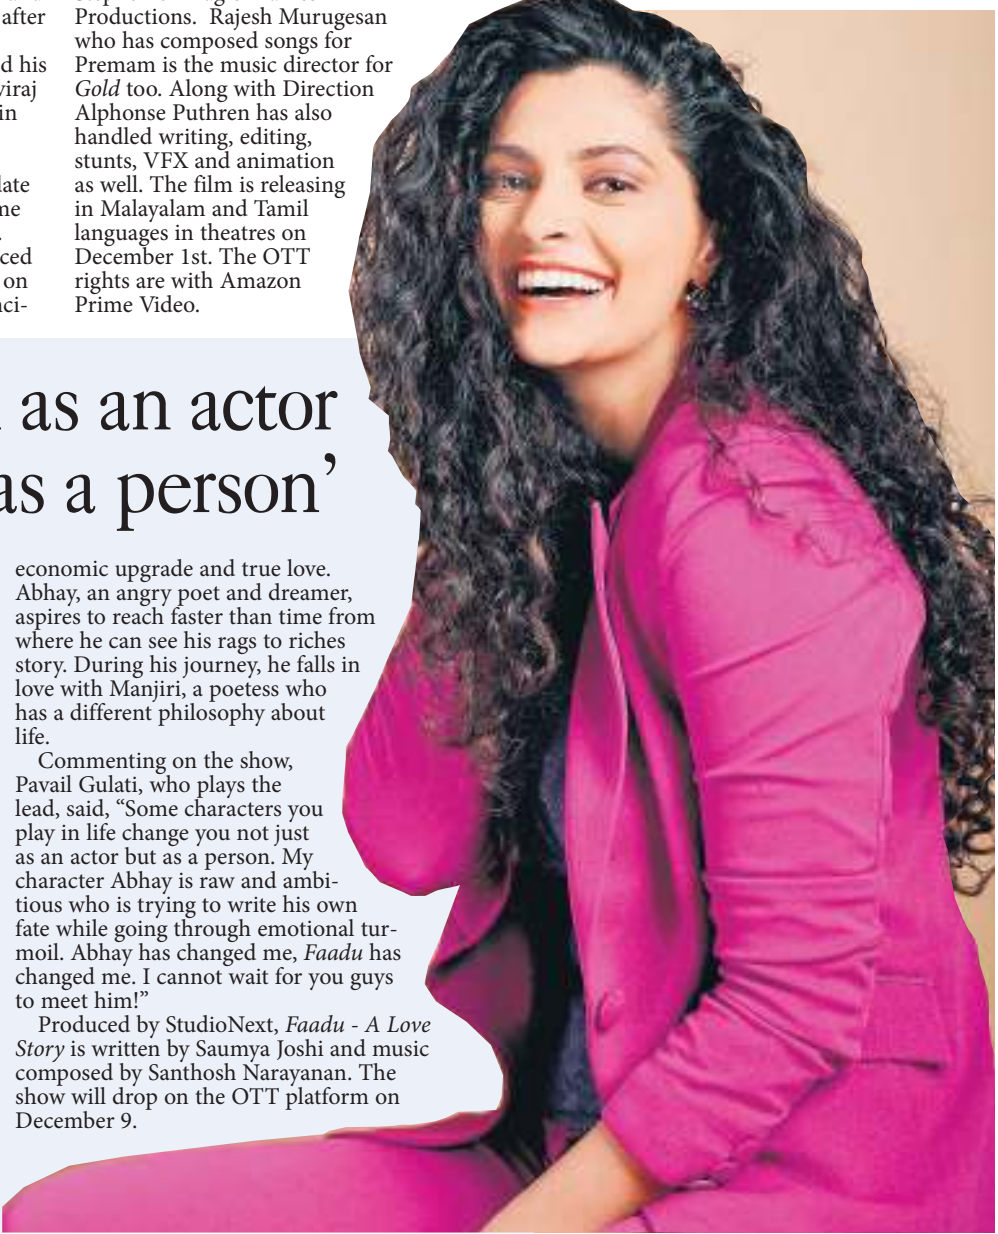 after
d his
viraj
in
late
me
.
ced
on
nci-
Productions. Rajesh Murugesan
who has composed songs for
Premam is the music director for
Gold too. Along with Direction
Alphonse Puthren has also
handled writing, editing,
stunts, VFX and animation
as well. The film is releasing
in Malayalam and Tamil
languages in theatres on
December 1st. The OTT
rights are with Amazon
Prime Video.
as an actor
as a person’
economic upgrade and true love.
Abhay, an angry poet and dreamer,
aspires to reach faster than time from
where he can see his rags to riches
story. During his journey, he falls in
love with Manjiri, a poetess who
has a different philosophy about
life.
Commenting on the show,
Pavail Gulati, who plays the
lead, said, “Some characters you
play in life change you not just
as an actor but as a person. My
character Abhay is raw and ambi-
tious who is trying to write his own
fate while going through emotional tur-
moil. Abhay has changed me, Faadu has
changed me. I cannot wait for you guys
to meet him!”
Produced by StudioNext, Faadu - A Love
Story is written by Saumya Joshi and music
composed by Santhosh Narayanan. The
show will drop on the OTT platform on
December 9.